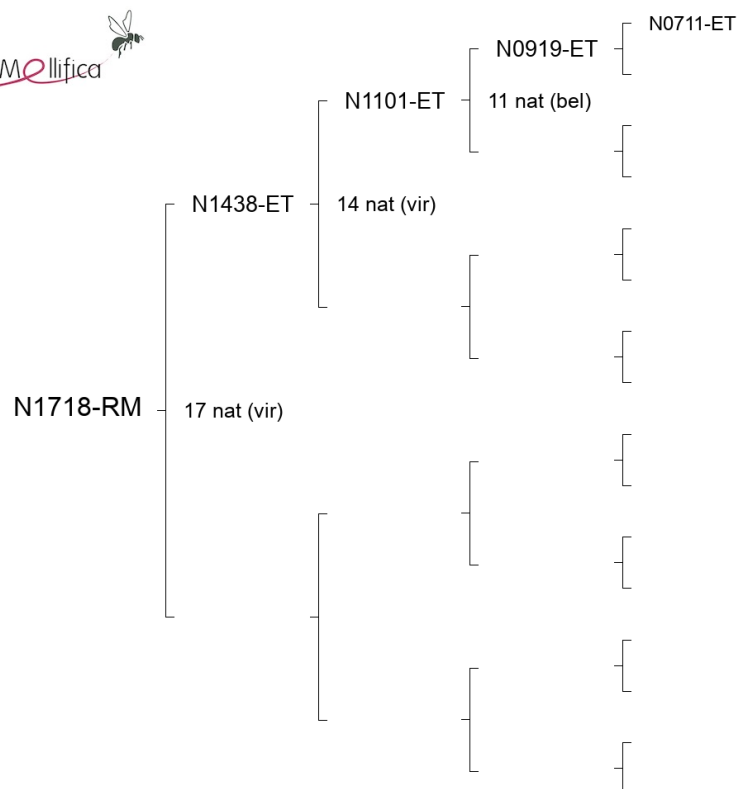 N0711-ET
N0919-ET
Mellifica
N1101-ET
11 nat (bel)
N1438-ET
14 nat (vir)
N1718-RM
17 nat (vir)